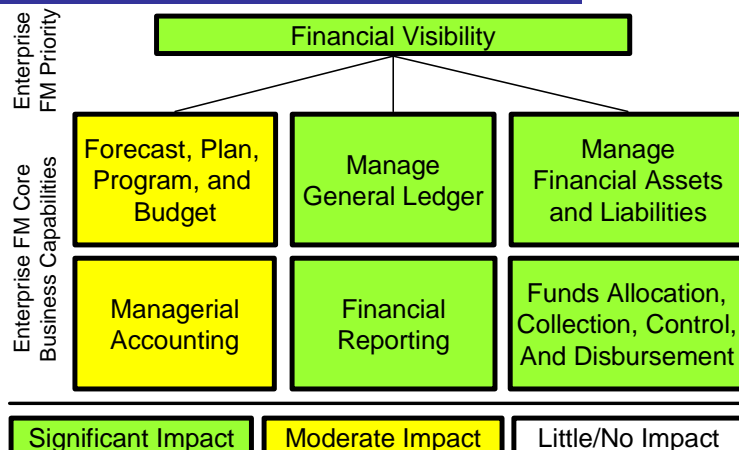 Enterprise
FM Priority
Financial Visibility
Enterprise FM Core
Business Capabilities
Forecast, Plan,
Program, and
Budget
Manage
General Ledger
Manage
Financial Assets
and Liabilities
Managerial
Accounting
Financial
Reporting
Funds Allocation,
Collection, Control,
And Disbursement
Significant Impact
Moderate Impact
Little/No Impact